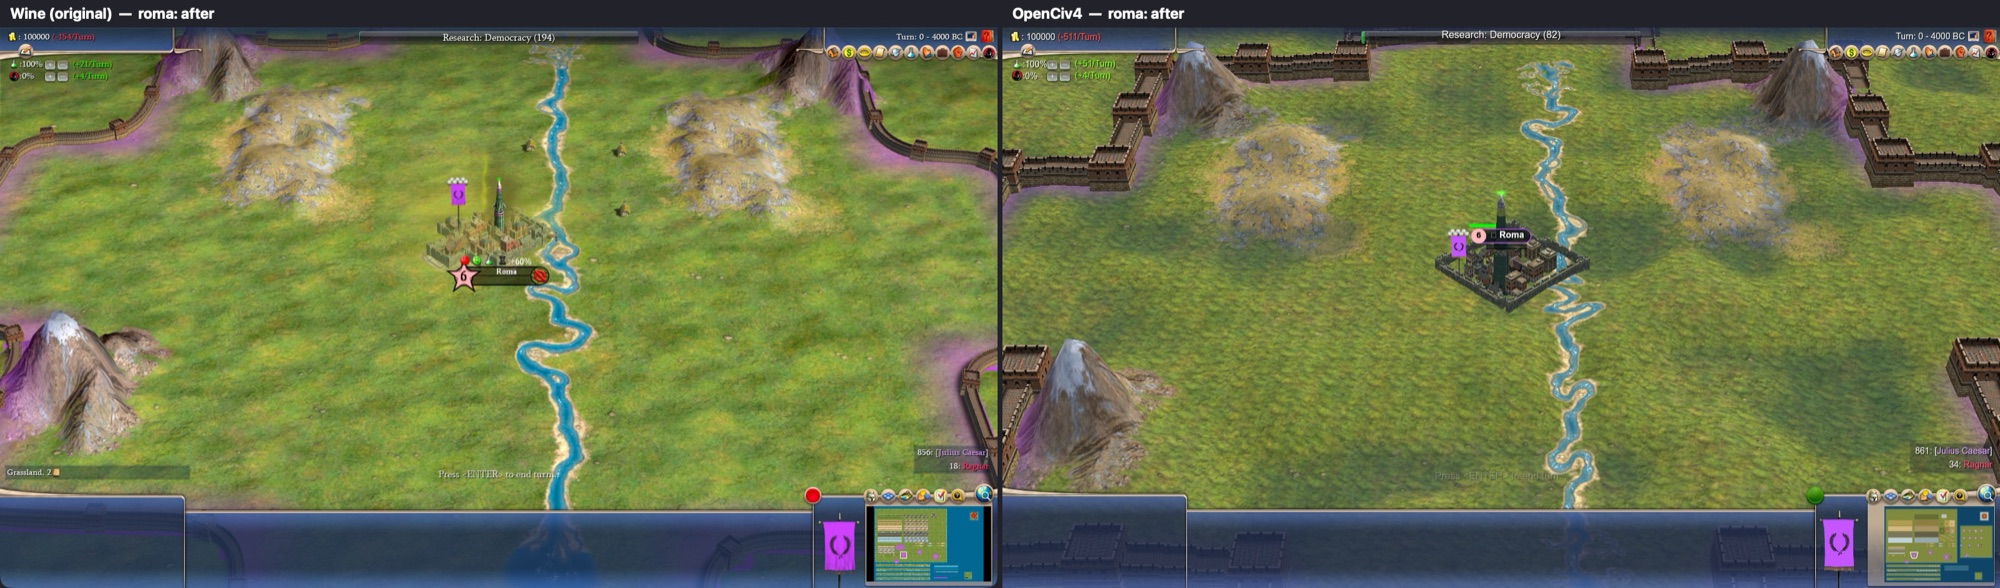 Wine (original) — roma: after
: 100000 (-154/Turn)
Research: Democracy (194)
Turn: 0 - 4000 BC
:100% (+21/Turn)
:0% (+4/Turn)
+60%
6 Roma
Grassland, 2
Press <ENTER> to end turn
856: [Julius Caesar]
18: Ragnar
OpenCiv4 — roma: after
: 100000 (-511/Turn)
Research: Democracy (82)
Turn: 0 - 4000 BC
:100% (+51/Turn)
:0% (+4/Turn)
6 Roma
861: [Julius Caesar]
34: Ragnar